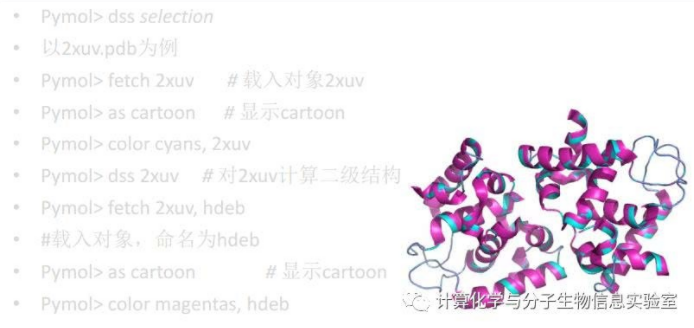 • Pymol> dss selection
• 以2xuv.pdb为例
• Pymol> fetch 2xuv # 载入对象2xuv
• Pymol> as cartoon # 显示cartoon
• Pymol> color cyans, 2xuv
• Pymol> dss 2xuv # 对2xuv计算二级结构
• Pymol> fetch 2xuv, hdeb
• #载入对象，命名为hdeb
• Pymol> as cartoon # 显示cartoon
• Pymol> color magentas, hdeb
计算化学与分子生物信息实验室